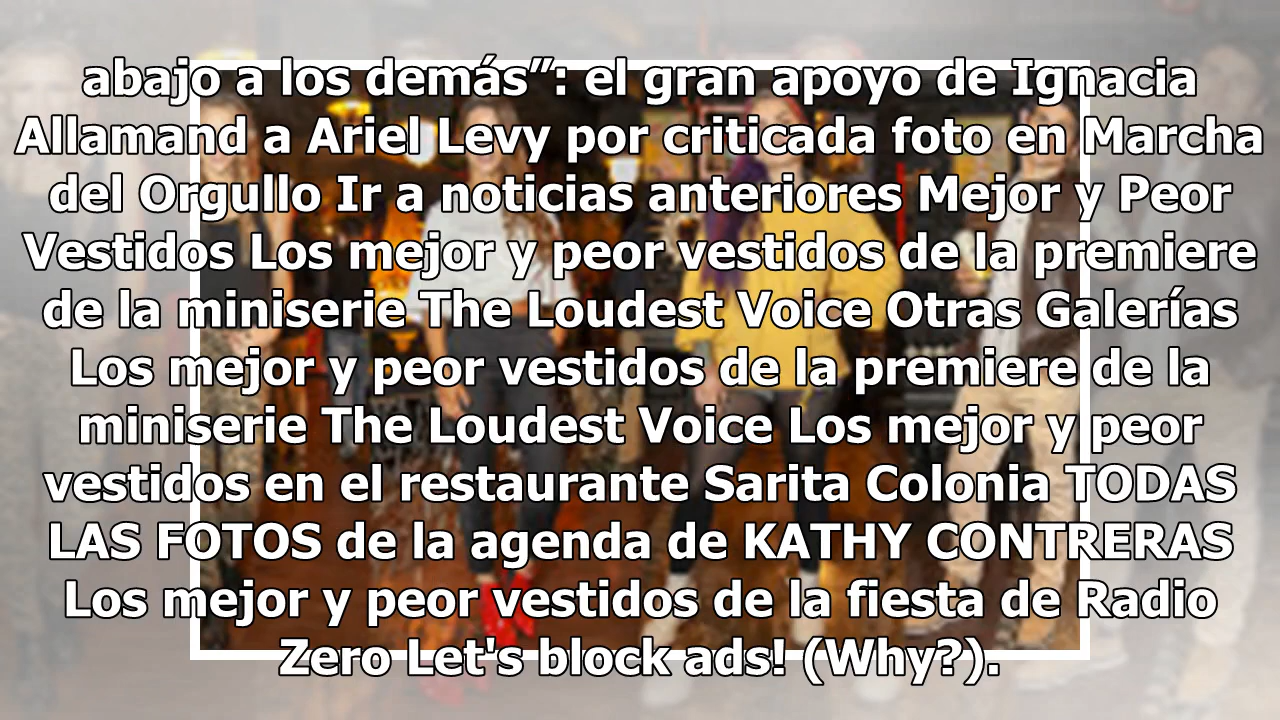 abajo a los demás”: el gran apoyo de Ignacia
Allamand a Ariel Levy por criticada foto en Marcha
del Orgullo Ir a noticias anteriores Mejor y Peor
Vestidos Los mejor y peor vestidos de la premiere
de la miniserie The Loudest Voice Otras Galerías
Los mejor y peor vestidos de la premiere de la
miniserie The Loudest Voice Los mejor y peor
vestidos en el restaurante Sarita Colonia TODAS
LAS FOTOS de la agenda de KATHY CONTRERAS
Los mejor y peor vestidos de la fiesta de Radio
Zero Let's block ads! (Why?).